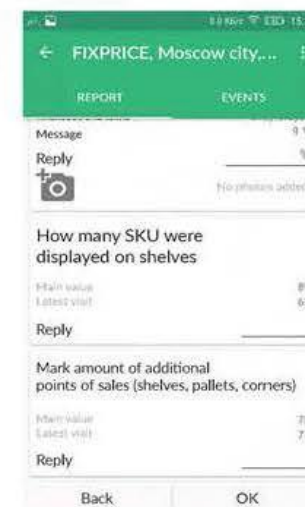 FIXPRICE, Moscow city,...
REPORT EVENTS
Message
Reply
No photos added
How many SKU were
displayed on shelves
Main value
Latest visit
Reply
Mark amount of additional
points of sales (shelves, pallets, corners)
Main value
Latest visit
Reply
Back OK